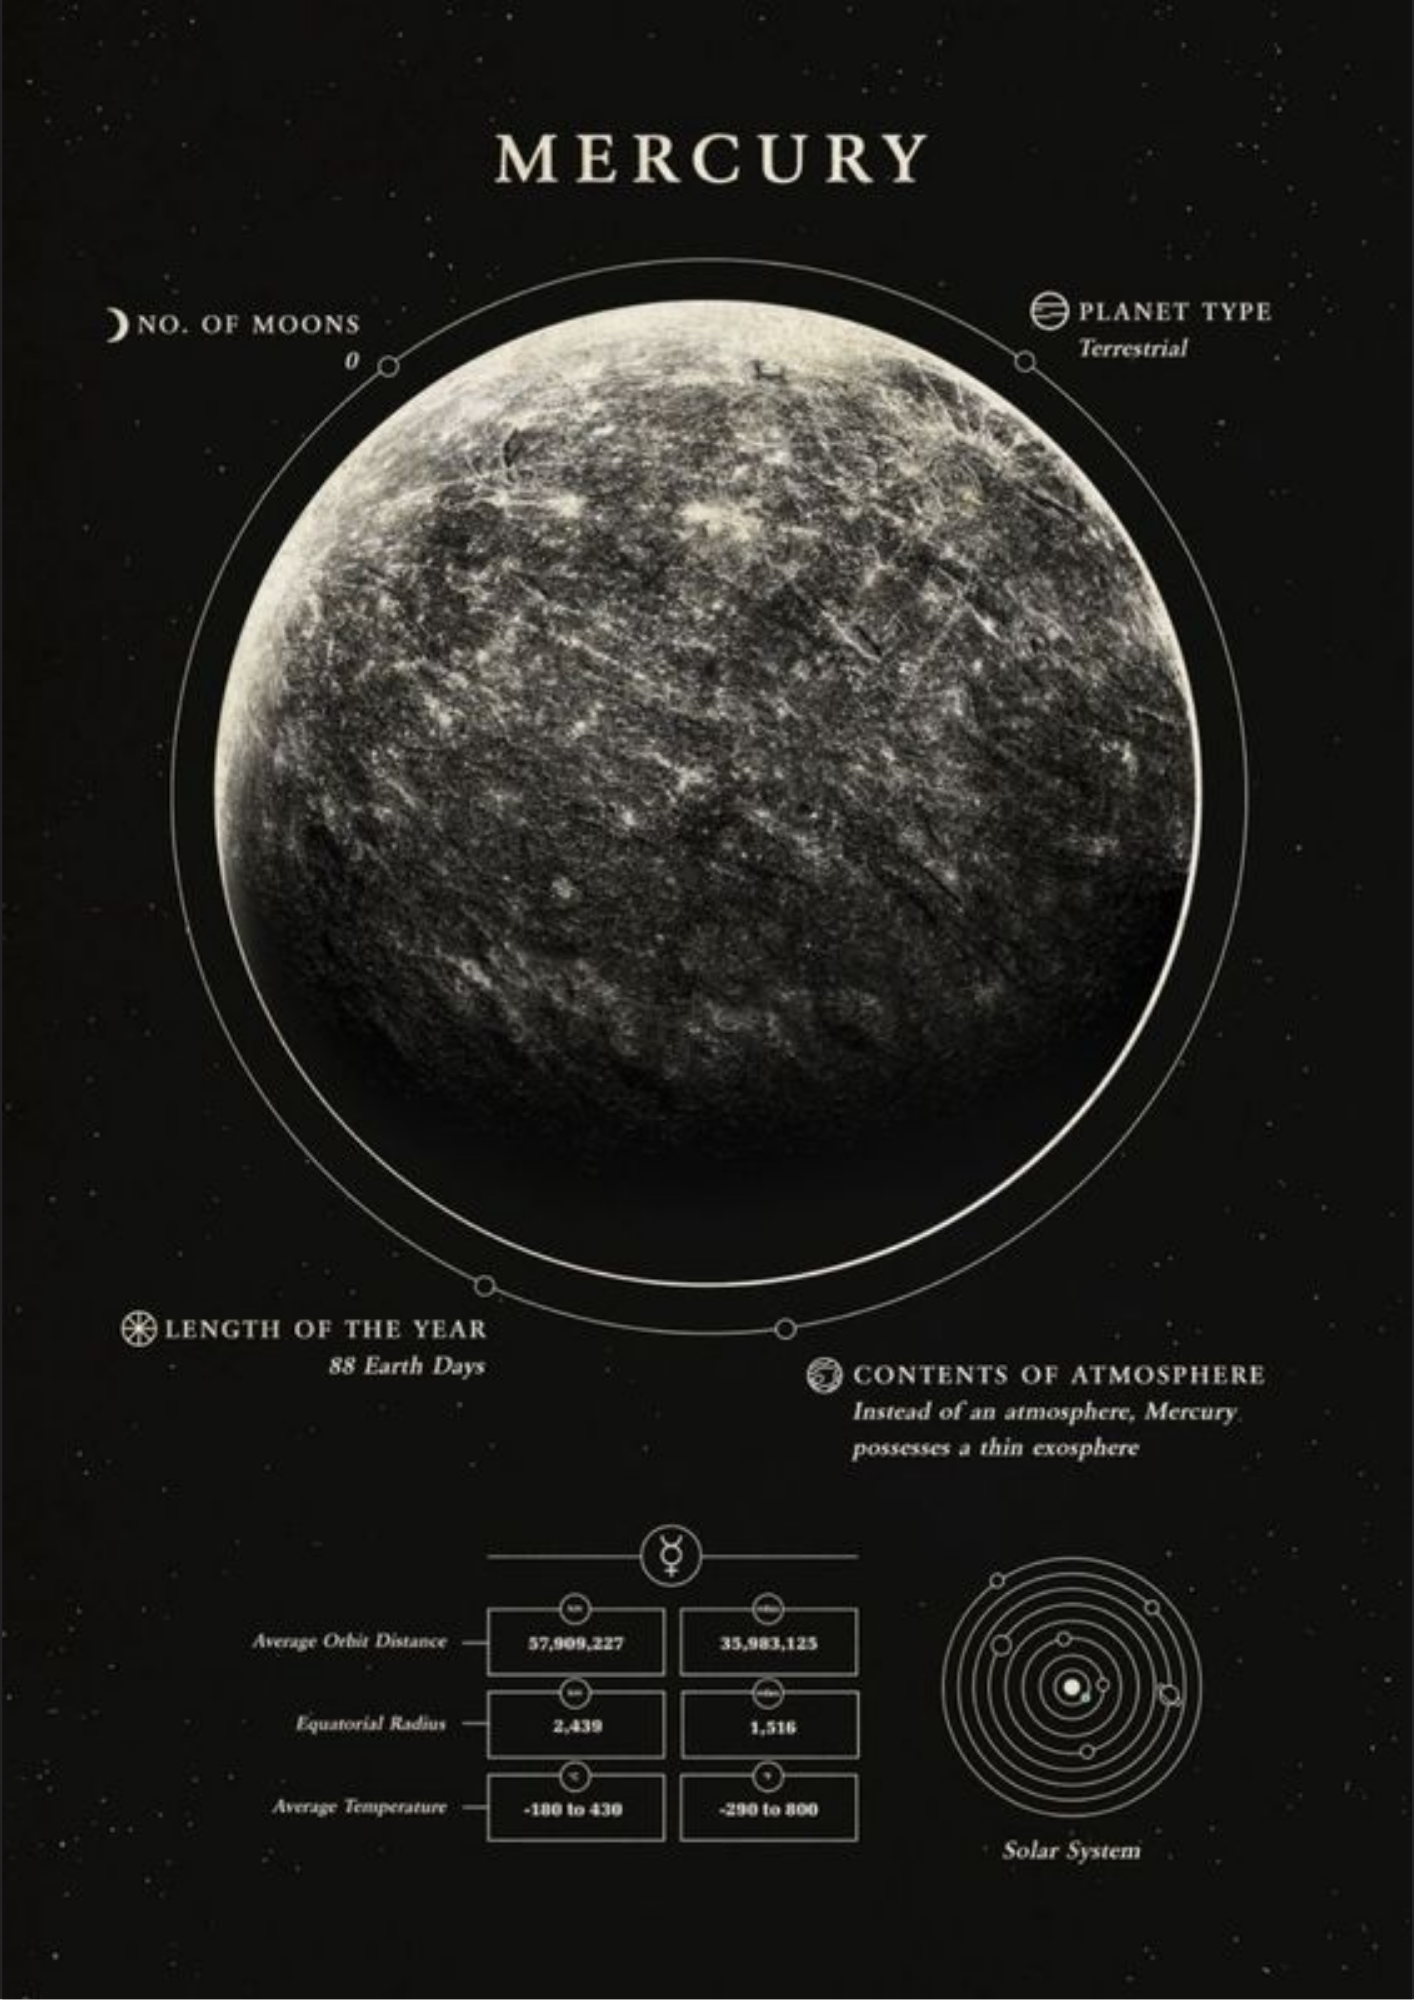 MERCURY
NO. OF MOONS
0
PLANET TYPE
Terrestrial
LENGTH OF THE YEAR
88 Earth Days
CONTENTS OF ATMOSPHERE
Instead of an atmosphere, Mercury
possesses a thin exosphere
Average Orbit Distance
57,909,227
35,983,125
Equatorial Radius
2,439
1,516
Average Temperature
-180 to 430
-290 to 800
Solar System